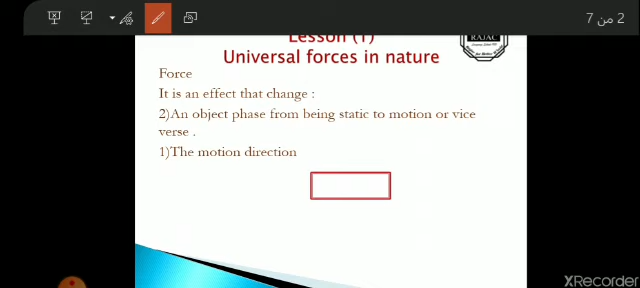 2 من 7
Lesson (1)
RAJAC
Universal forces in nature
Force
It is an effect that change :
2)An object phase from being static to motion or vice
verse .
1)The motion direction
XRecorder